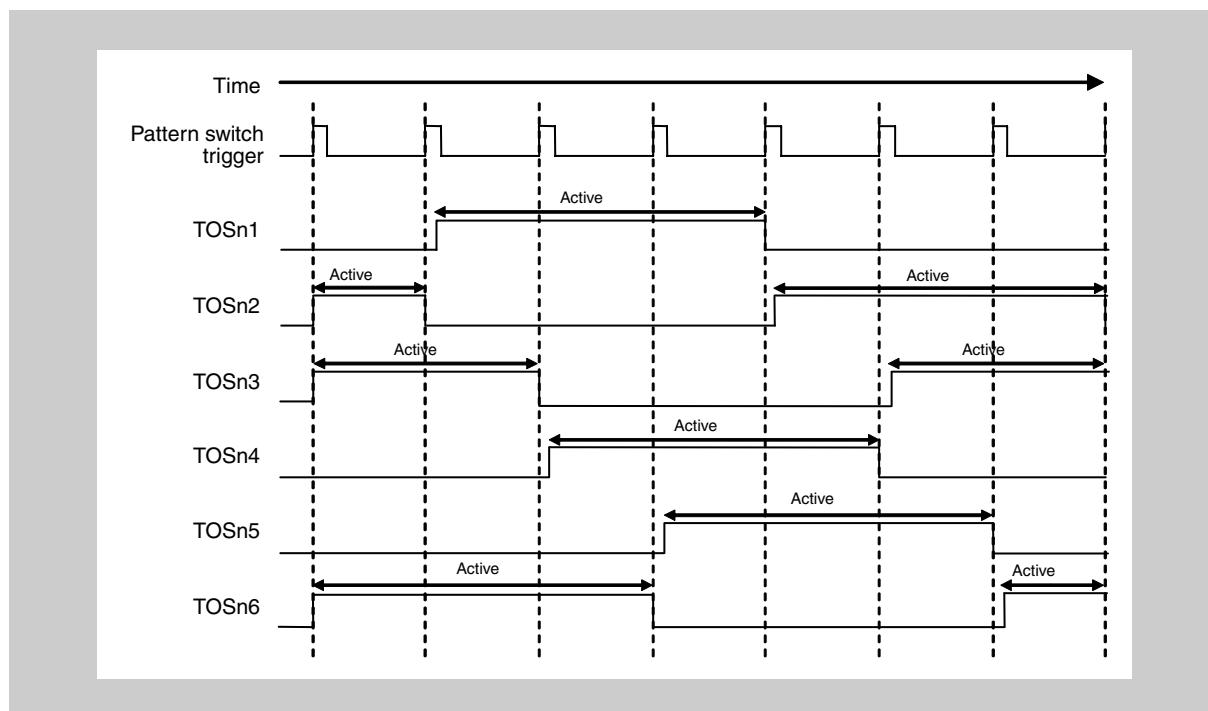 Time
Pattern switch
trigger
Active
TOSn1
Active
Active
TOSn2
Active
Active
TOSn3
Active
TOSn4
Active
TOSn5
Active
Active
TOSn6